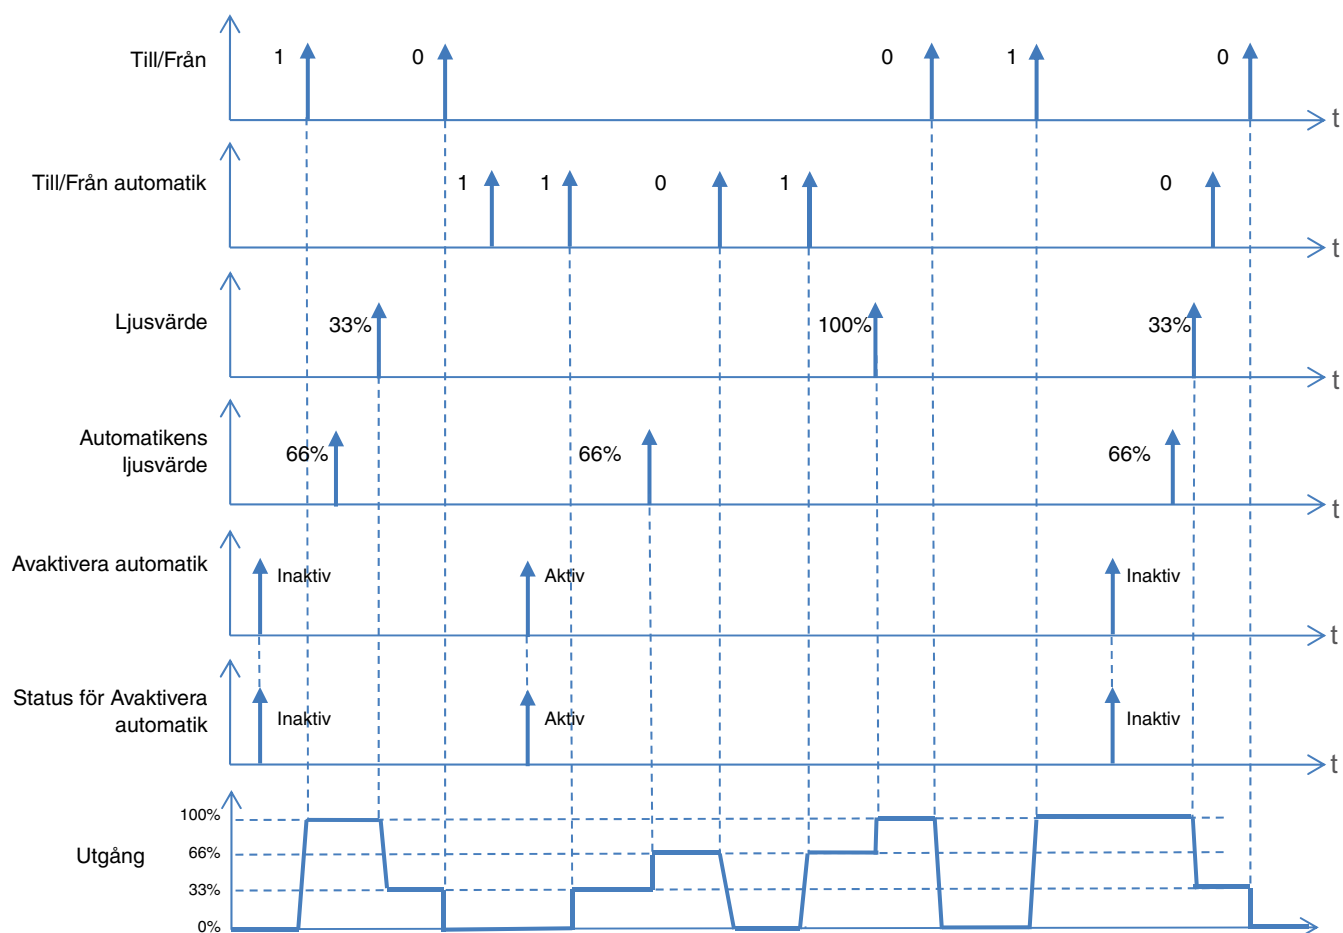 Till/Från
1
0
0
1
0
t
Till/Från automatik
1
1
0
1
0
t
Ljusvärde
33%
100%
33%
t
Automatikens
ljusvärde
66%
66%
66%
t
Avaktivera automatik
Inaktiv
Aktiv
Inaktiv
t
Status för Avaktivera
automatik
Inaktiv
Aktiv
Inaktiv
t
Utgång
100%
66%
33%
0%